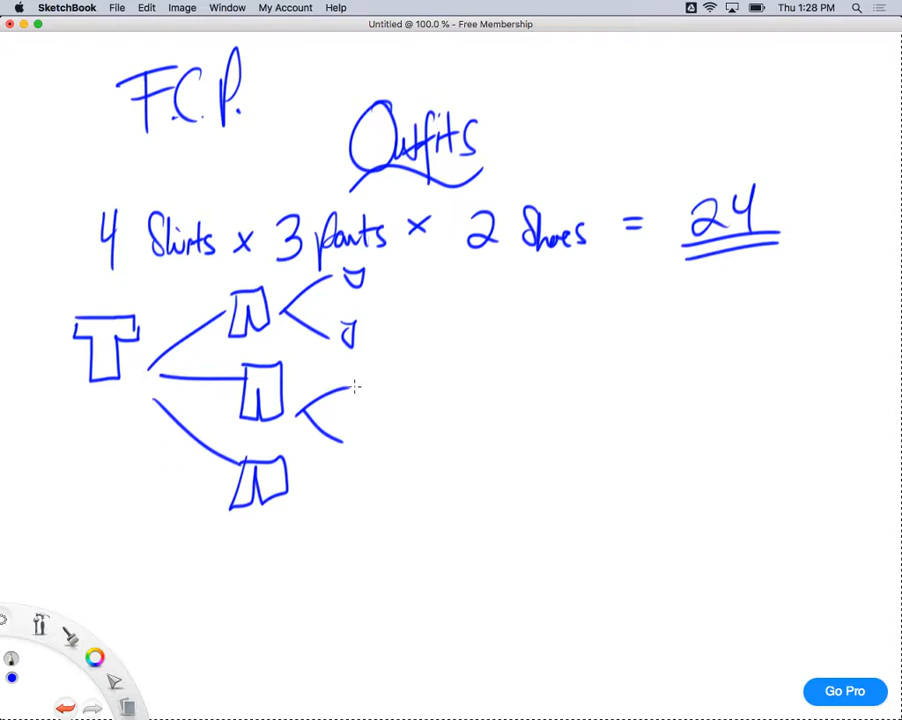 SketchBook File Edit Image Window My Account Help Thu 1:28 PM
Untitled @ 100.0 % - Free Membership
F.C.P.
Outfits
4 Shirts x 3 pants x 2 Shoes = 24
Go Pro